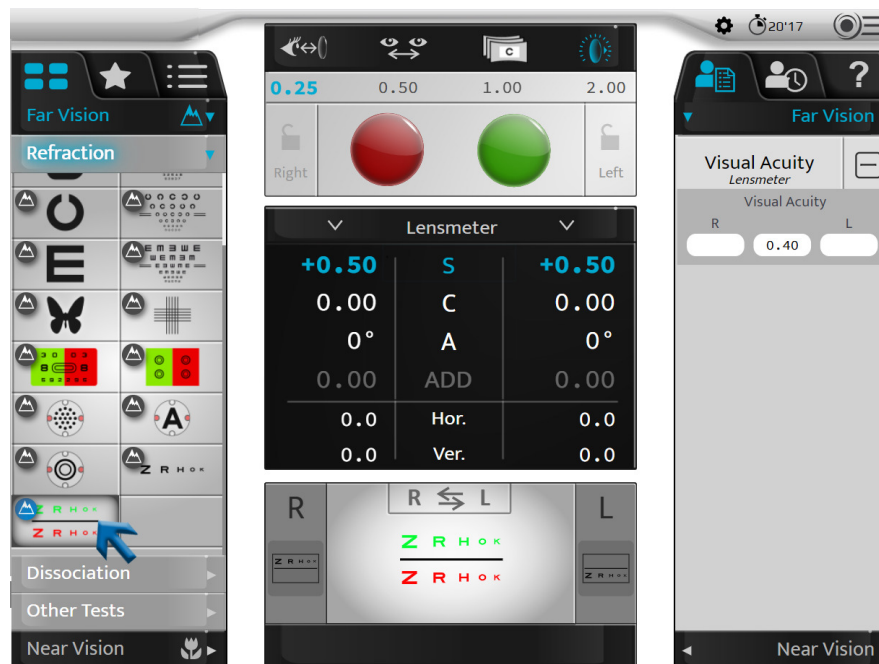 20'17
C
0.25 0.50 1.00 2.00
Far Vision
Refraction
Right
Left
Far Vision
Visual Acuity
Lensmeter
Visual Acuity
R L
0.40
Lensmeter
+0.50 S +0.50
0.00 C 0.00
0° A 0°
0.00 ADD 0.00
0.0 Hor. 0.0
0.0 Ver. 0.0
E
E M B W E
A
Z R H O K
Z R H O K
Z R H O K
Dissociation
Other Tests
Near Vision
R
R L
L
Z R H O K
Z R H O K
Z R H O K
Z R H O K
Near Vision
?